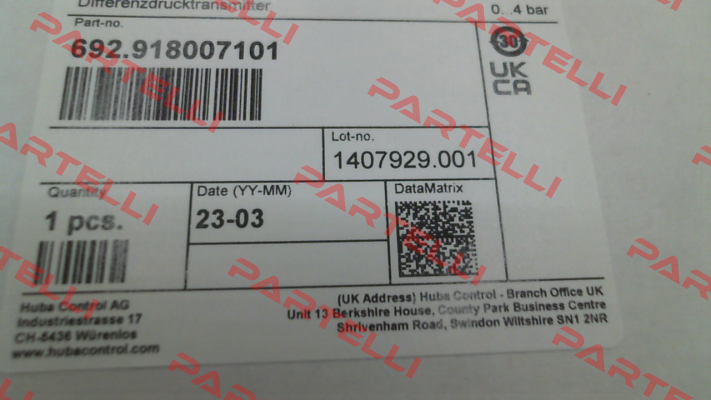 Differenzdrucktransmitter
0...4 bar
Part-no.
692.918007101
30
UK
CA
Lot-no.
1407929.001
Quantity
1 pcs.
Date (YY-MM)
23-03
DataMatrix
Huba Control AG
Industriestrasse 17
CH-5436 Würenlos
www.hubacontrol.com
(UK Address) Huba Control - Branch Office UK
Unit 13 Berkshire House, County Park Business Centre
Shrivenham Road, Swindon Wiltshire SN1 2NR
PARTELLI
PARTELLI
PARTELLI
PARTELLI
PARTELLI
PARTELLI
PARTELLI
PARTELLI